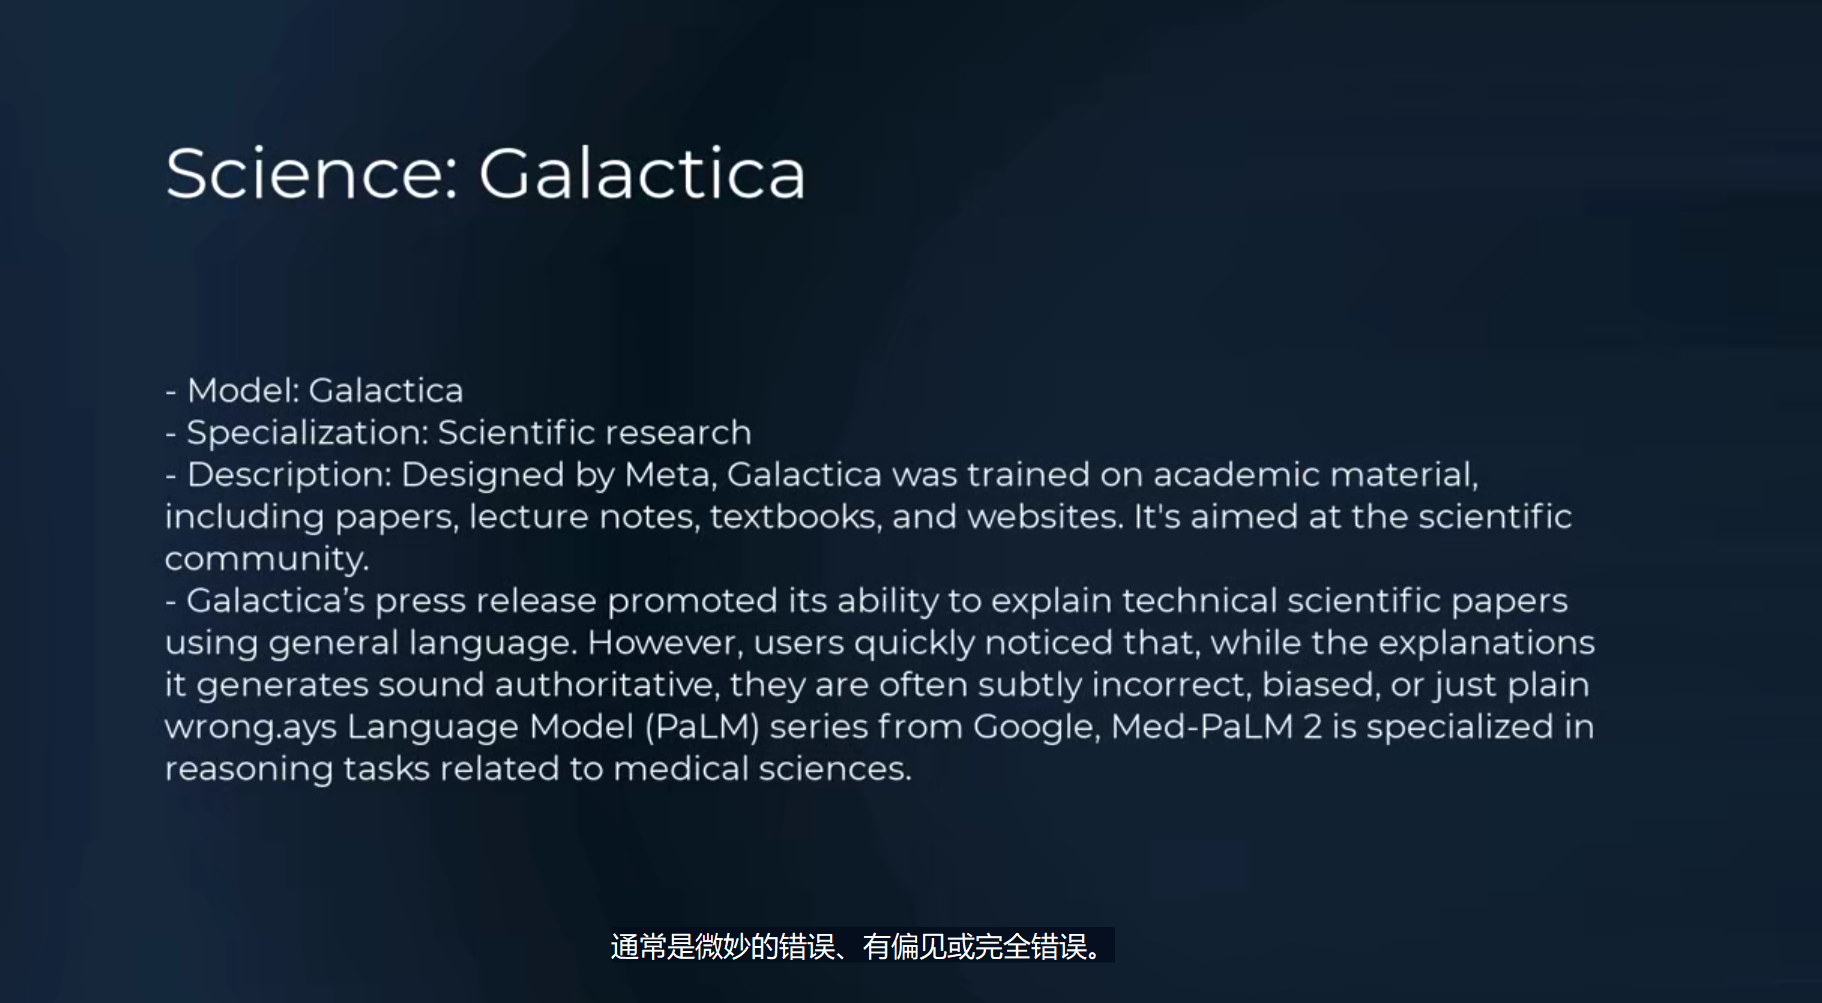 Science: Galactica
- Model: Galactica
- Specialization: Scientific research
- Description: Designed by Meta, Galactica was trained on academic material,
including papers, lecture notes, textbooks, and websites. It's aimed at the scientific
community.
- Galactica’s press release promoted its ability to explain technical scientific papers
using general language. However, users quickly noticed that, while the explanations
it generates sound authoritative, they are often subtly incorrect, biased, or just plain
wrong.ays Language Model (PaLM) series from Google, Med-PaLM 2 is specialized in
reasoning tasks related to medical sciences.
通常是微妙的错误、有偏见或完全错误。